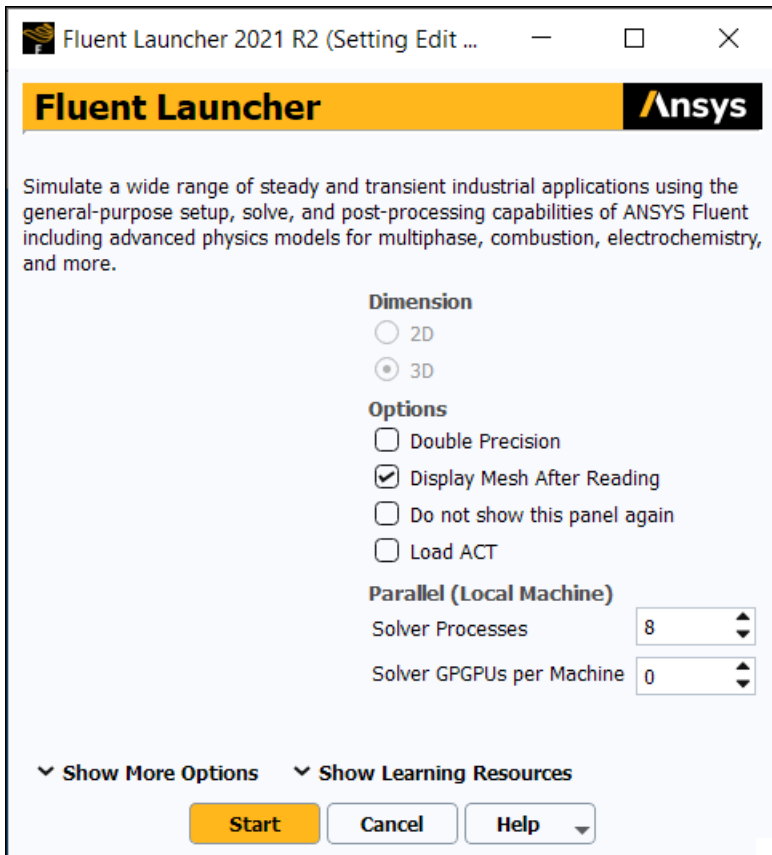 Fluent Launcher 2021 R2 (Setting Edit ...
Fluent Launcher
Ansys
Simulate a wide range of steady and transient industrial applications using the
general-purpose setup, solve, and post-processing capabilities of ANSYS Fluent
including advanced physics models for multiphase, combustion, electrochemistry,
and more.
Dimension
2D
3D
Options
Double Precision
Display Mesh After Reading
Do not show this panel again
Load ACT
Parallel (Local Machine)
Solver Processes 8
Solver GPGPUs per Machine 0
Show More Options Show Learning Resources
Start Cancel Help